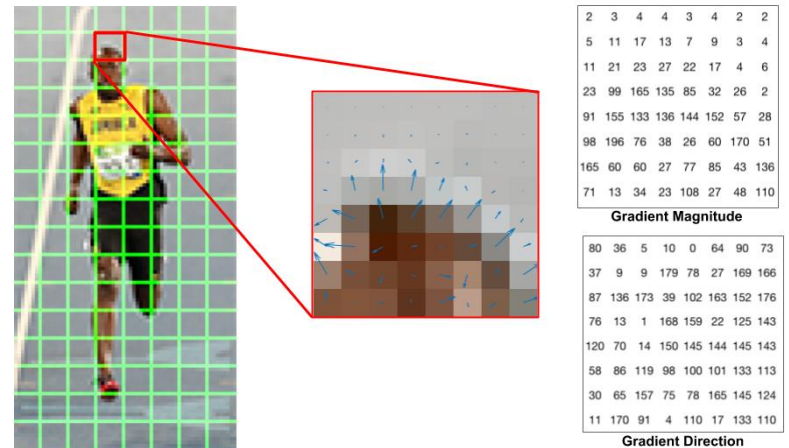 2 3 4 4 3 4 2 2
5 11 17 13 7 9 3 4
11 21 23 27 22 17 4 6
23 99 165 135 85 32 26 2
91 155 133 136 144 152 57 28
98 196 76 38 26 60 170 51
165 60 60 27 77 85 43 136
71 13 34 23 108 27 48 110
Gradient Magnitude
80 36 5 10 0 64 90 73
37 9 9 179 78 27 169 166
87 136 173 39 102 163 152 176
76 13 1 168 159 22 125 143
120 70 14 150 145 144 145 143
58 86 119 98 100 101 133 113
30 65 157 75 78 165 145 124
11 170 91 4 110 17 133 110
Gradient Direction